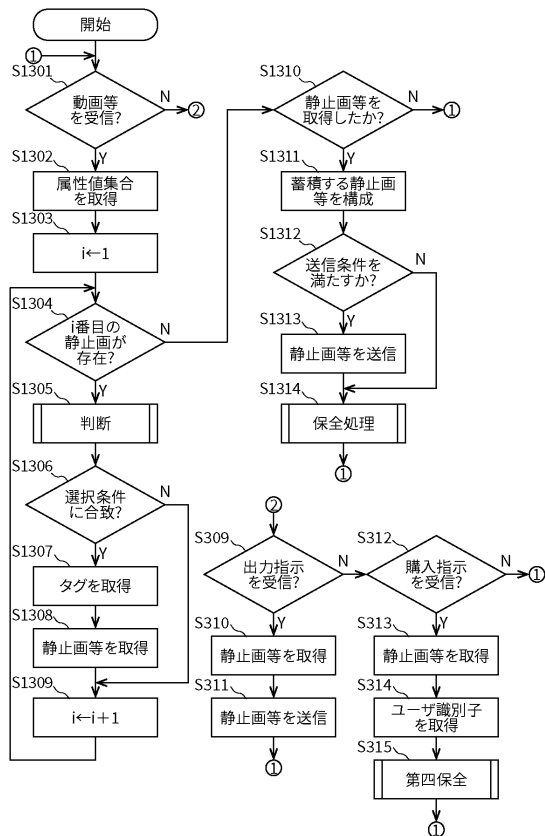 開始
①
S1301
動画等
を受信?
N
②
Y
S1302
属性値集合
を取得
S1303
i←1
S1304
i番目の
静止画が
存在?
N
Y
S1305
判断
S1306
選択条件
に合致?
N
Y
S1307
タグを取得
S1308
静止画等を取得
S1309
i←i+1
S1310
静止画等を
取得したか?
N
①
Y
S1311
蓄積する静止画
等を構成
S1312
送信条件を
満たすか?
N
Y
S1313
静止画等を送信
S1314
保全処理
①
②
S309
出力指示
を受信?
N
Y
S310
静止画等を取得
S311
静止画等を送信
①
S312
購入指示
を受信?
N
①
Y
S313
静止画等を取得
S314
ユーザ識別子
を取得
S315
第四保全
①